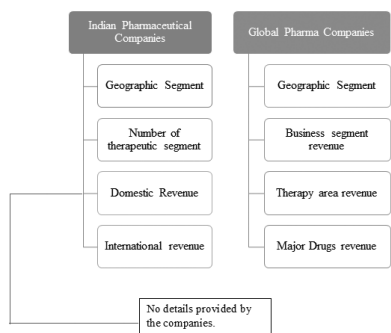 Indian Pharmaceutical
Companies
Geographic Segment
Number of
therapeutic segment
Domestic Revenue
International revenue
Global Pharma Companies
Geographic Segment
Business segment
revenue
Therapy area revenue
Major Drugs revenue
No details provided by
the companies.